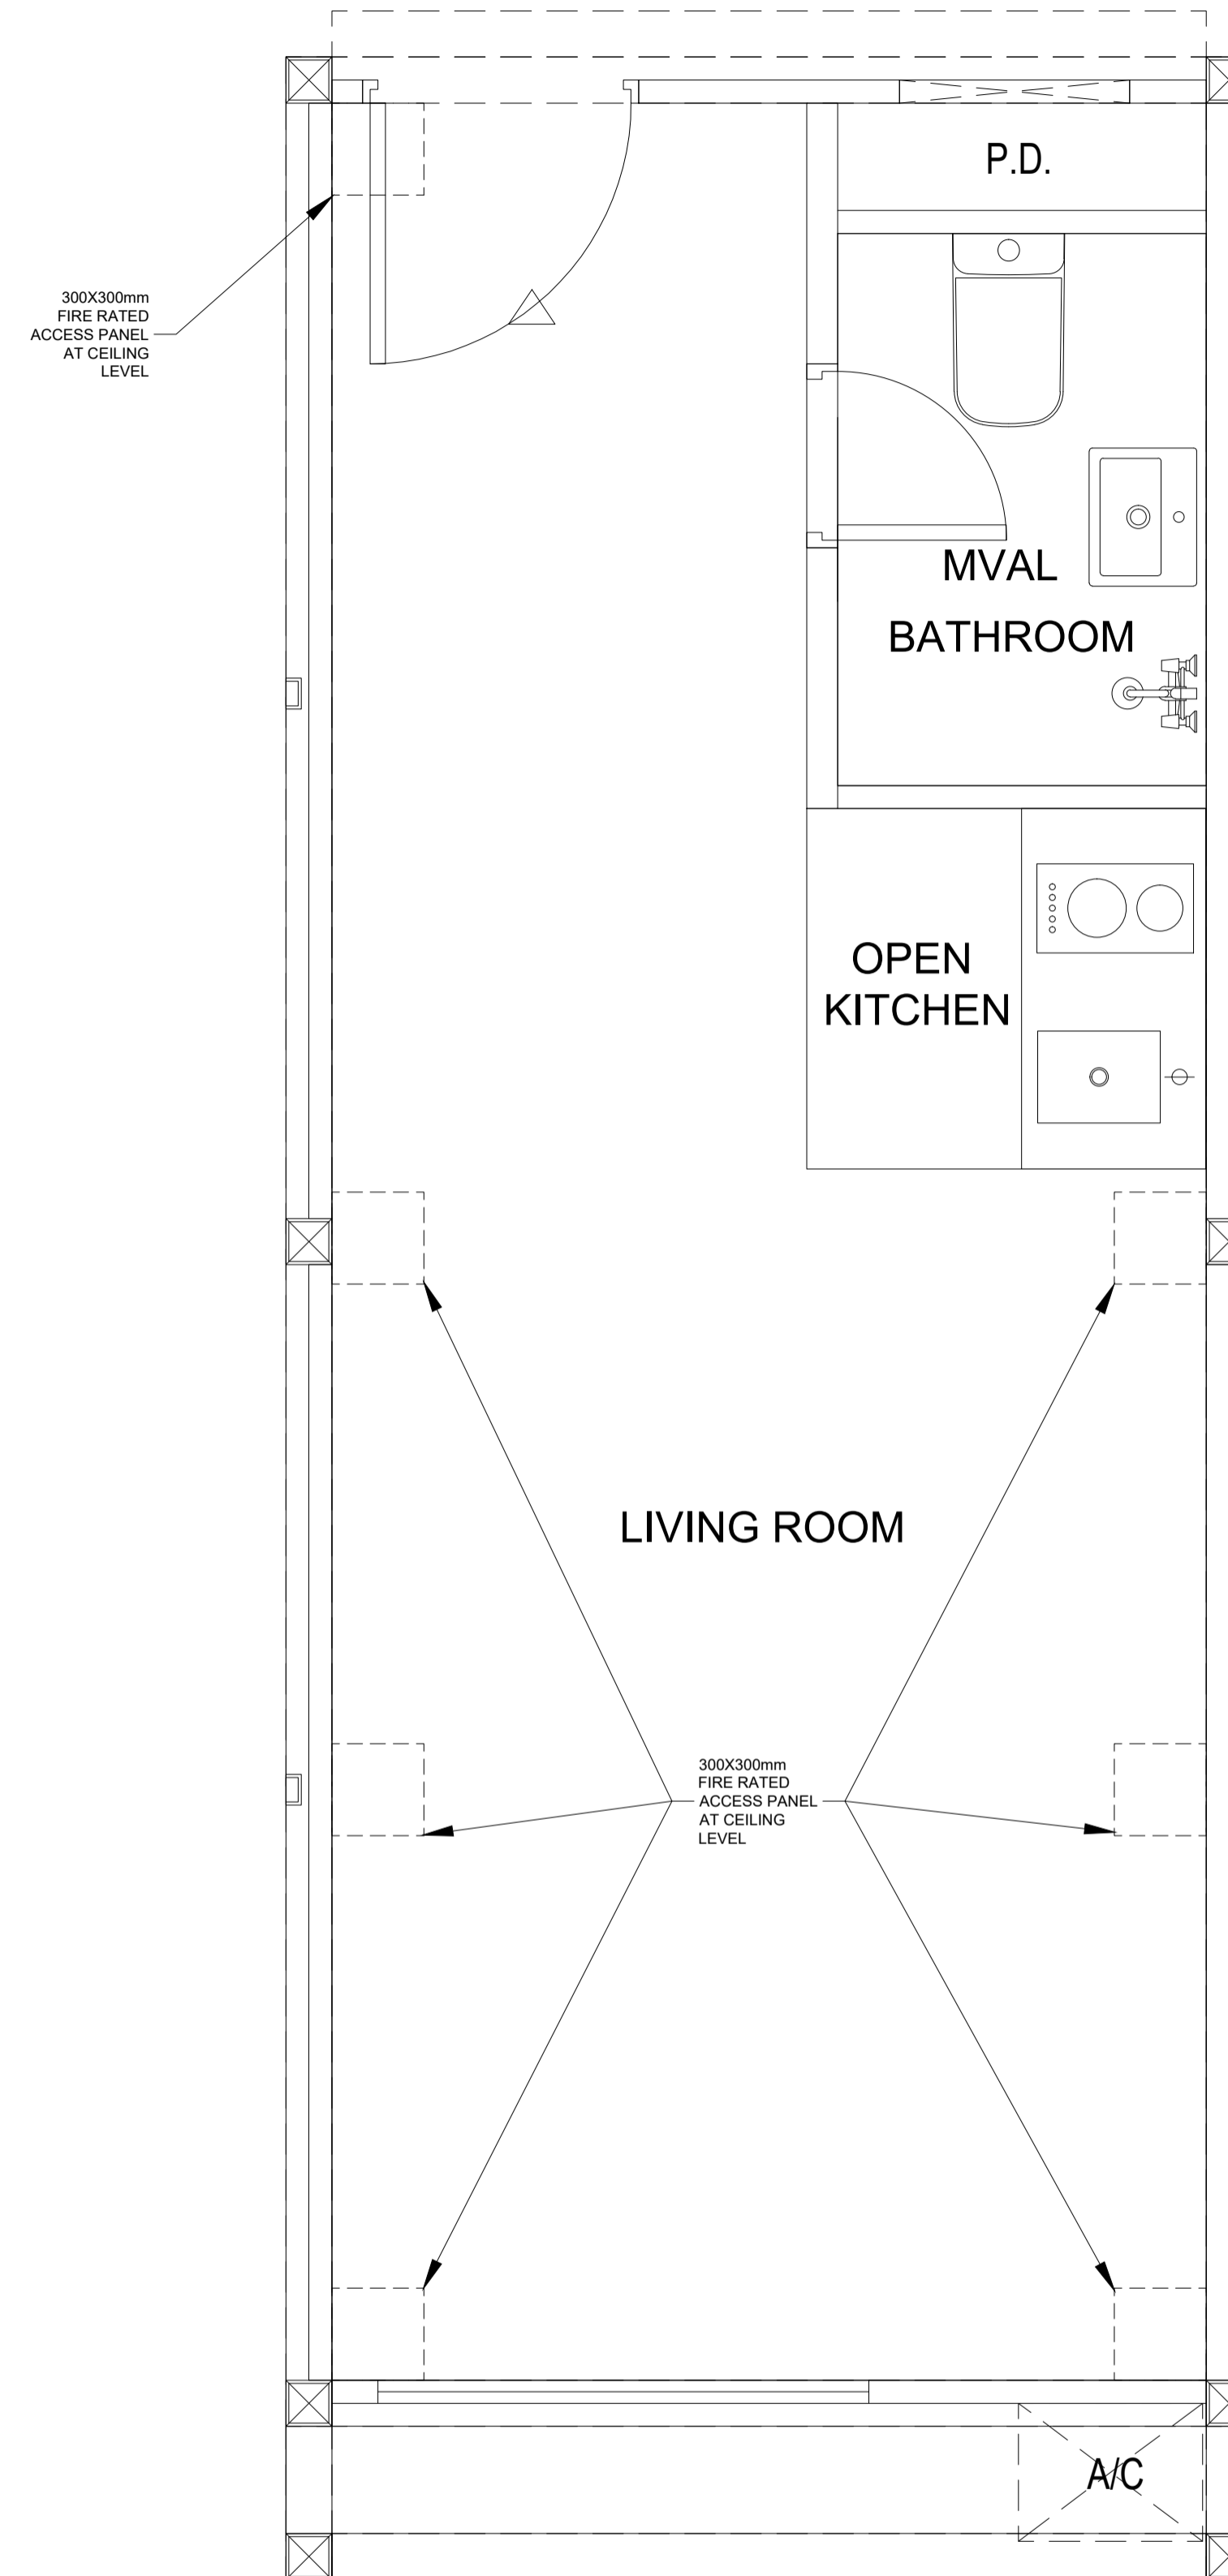 P.D.
300X300mm
FIRE RATED
ACCESS PANEL
AT CEILING
LEVEL
MVAL
BATHROOM
OPEN
KITCHEN
LIVING ROOM
300X300mm
FIRE RATED
ACCESS PANEL
AT CEILING
LEVEL
A/C